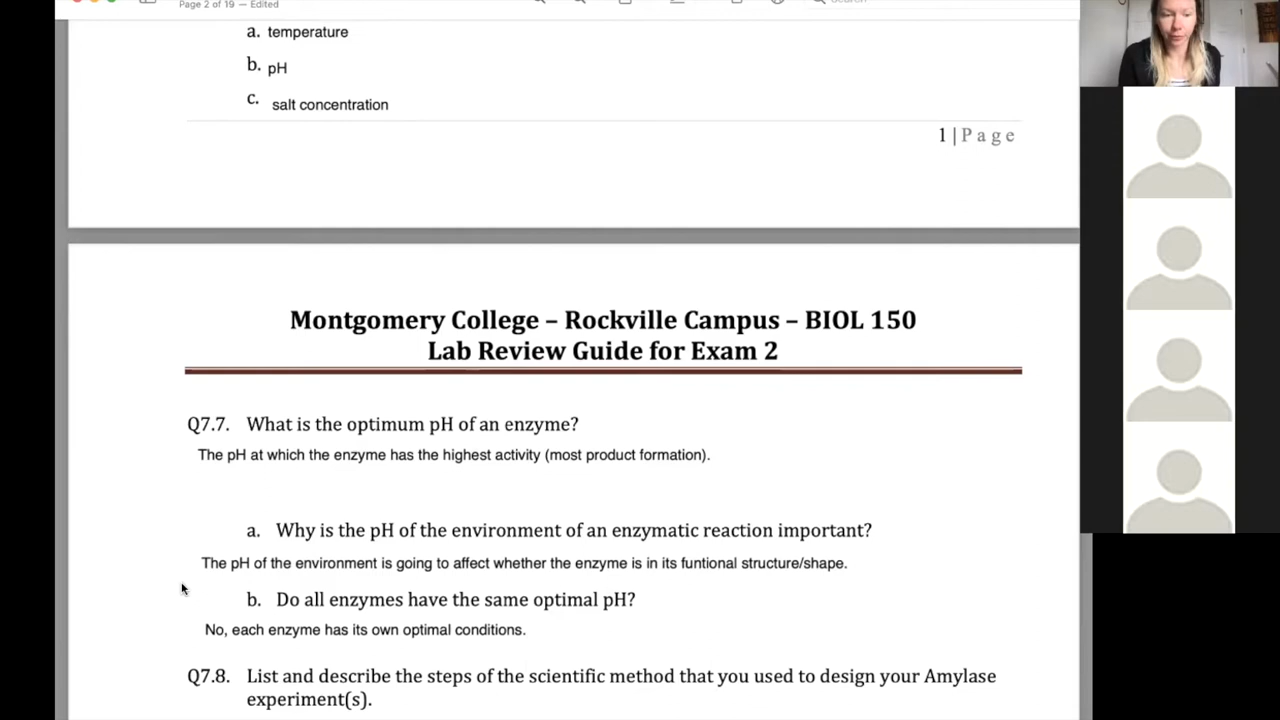 Page 2 of 19 — Edited
Search
a. temperature
b. pH
c. salt concentration
1 | P a g e
Montgomery College – Rockville Campus – BIOL 150
Lab Review Guide for Exam 2
Q7.7. What is the optimum pH of an enzyme?
The pH at which the enzyme has the highest activity (most product formation).
a. Why is the pH of the environment of an enzymatic reaction important?
The pH of the environment is going to affect whether the enzyme is in its funtional structure/shape.
b. Do all enzymes have the same optimal pH?
No, each enzyme has its own optimal conditions.
Q7.8. List and describe the steps of the scientific method that you used to design your Amylase
experiment(s).